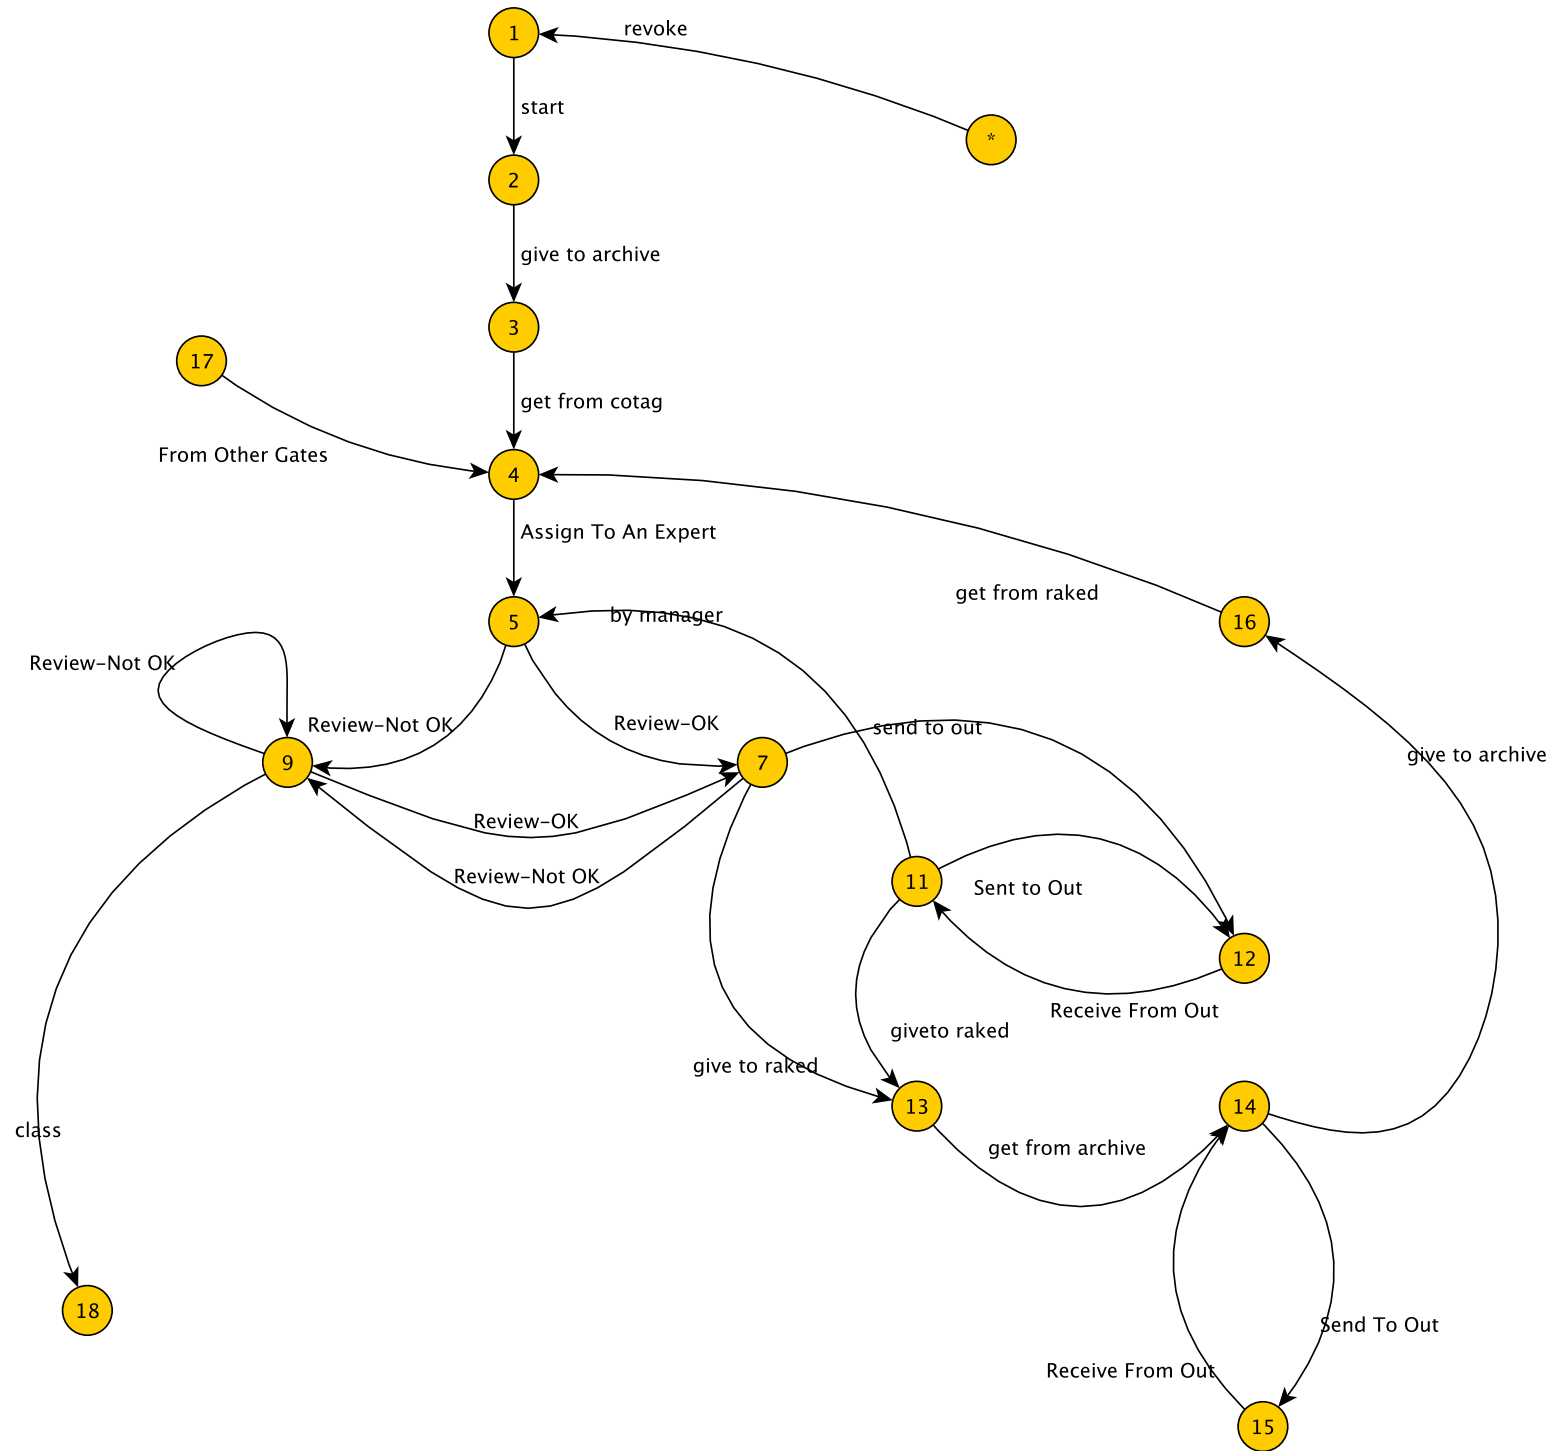 1
revoke
start
*
2
give to archive
3
17
get from cotag
From Other Gates
4
Assign To An Expert
get from raked
by manager
5
16
Review-Not OK
Review-Not OK
Review-OK
send to out
give to archive
9
7
Review-OK
Review-Not OK
11
Sent to Out
12
Receive From Out
giveto raked
give to raked
13
14
class
get from archive
18
Send To Out
Receive From Out
15